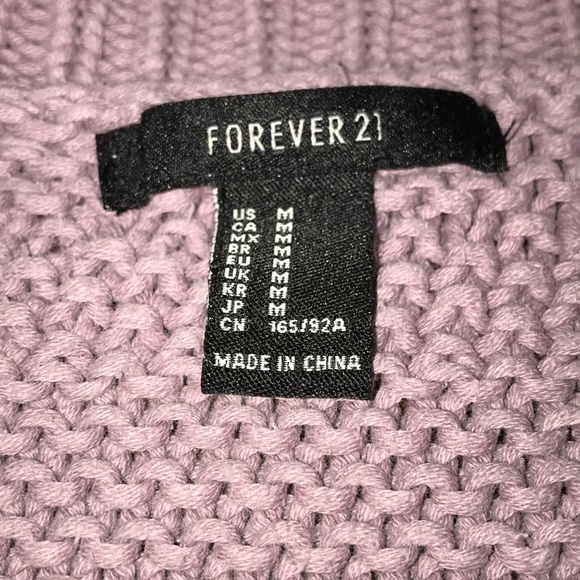 FOREVER 21
US M
CA M
MX M
BR M
EU M
UK M
KR M
JP M
CN 165/92A
MADE IN CHINA